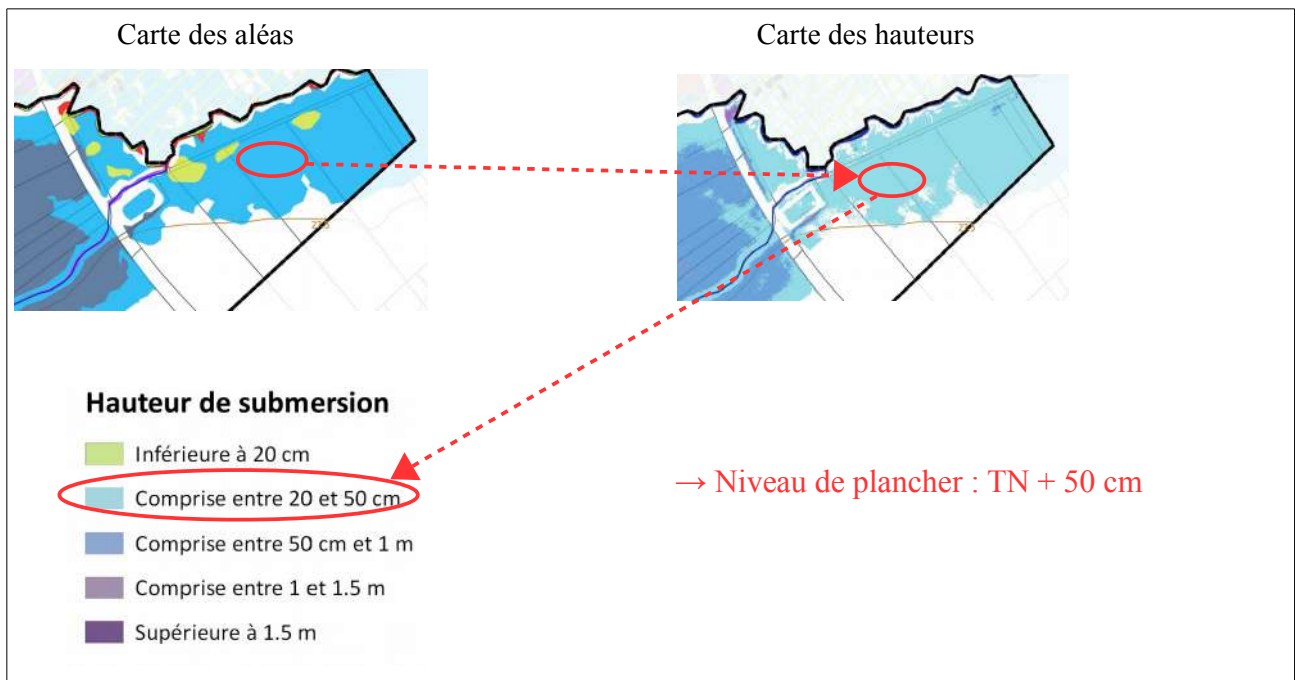 Carte des aléas
Carte des hauteurs
225
Hauteur de submersion
Inférieure à 20 cm
Comprise entre 20 et 50 cm
Comprise entre 50 cm et 1 m
Comprise entre 1 et 1.5 m
Supérieure à 1.5 m
→ Niveau de plancher : TN + 50 cm